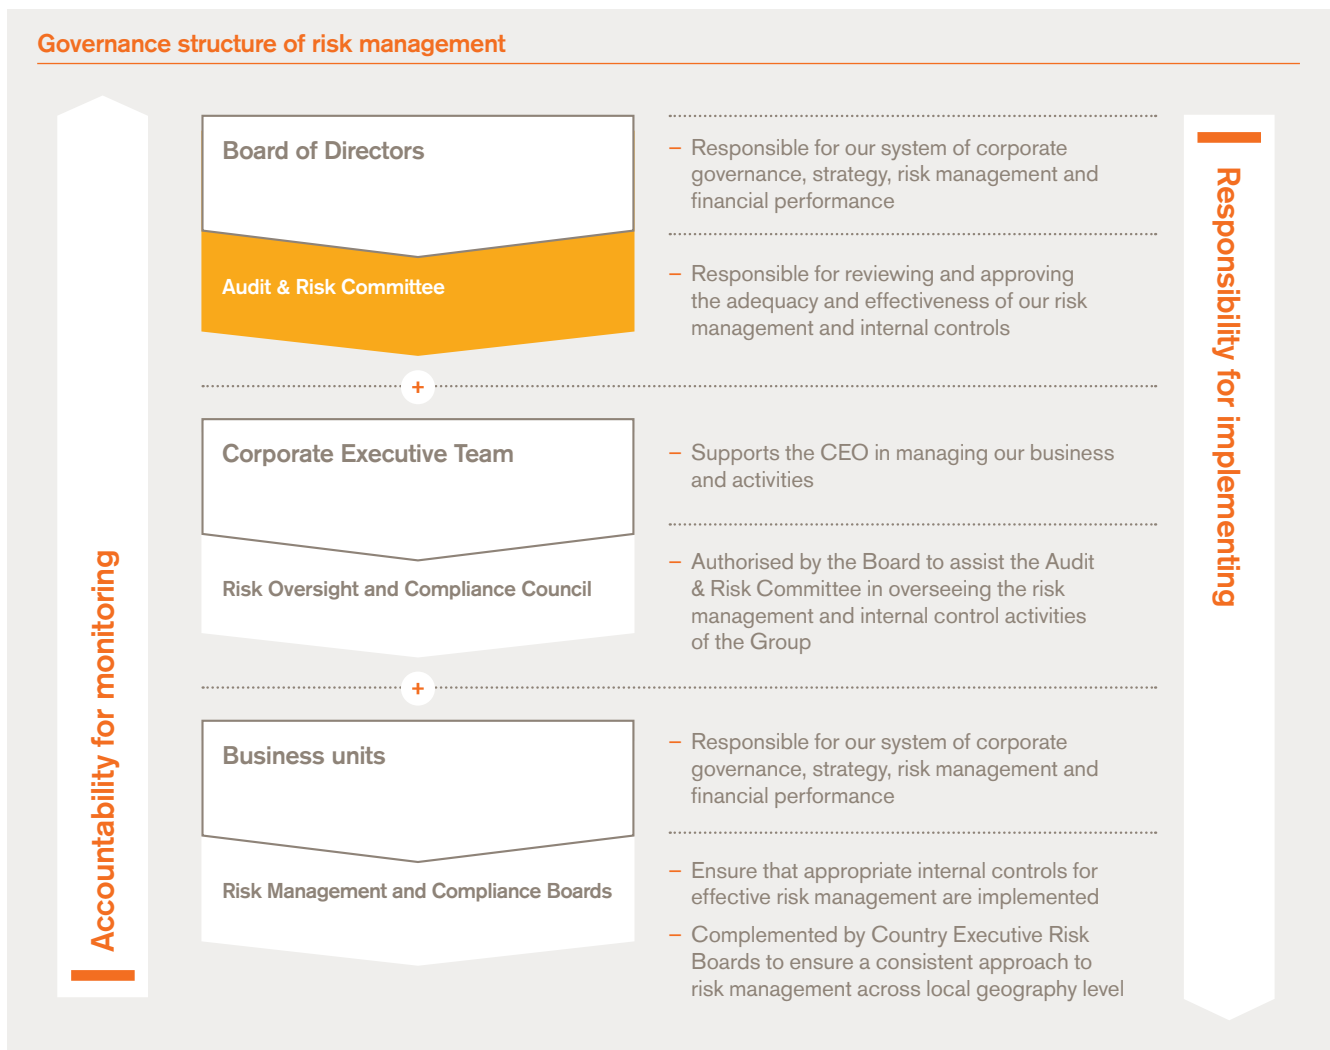 Governance structure of risk management
Accountability for monitoring
Board of Directors
– Responsible for our system of corporate
governance, strategy, risk management and
financial performance
Audit & Risk Committee
– Responsible for reviewing and approving
the adequacy and effectiveness of our risk
management and internal controls
+
Corporate Executive Team
– Supports the CEO in managing our business
and activities
Risk Oversight and Compliance Council
– Authorised by the Board to assist the Audit
& Risk Committee in overseeing the risk
management and internal control activities
of the Group
+
Business units
– Responsible for our system of corporate
governance, strategy, risk management and
financial performance
Risk Management and Compliance Boards
– Ensure that appropriate internal controls for
effective risk management are implemented
– Complemented by Country Executive Risk
Boards to ensure a consistent approach to
risk management across local geography level
Responsibility for implementing